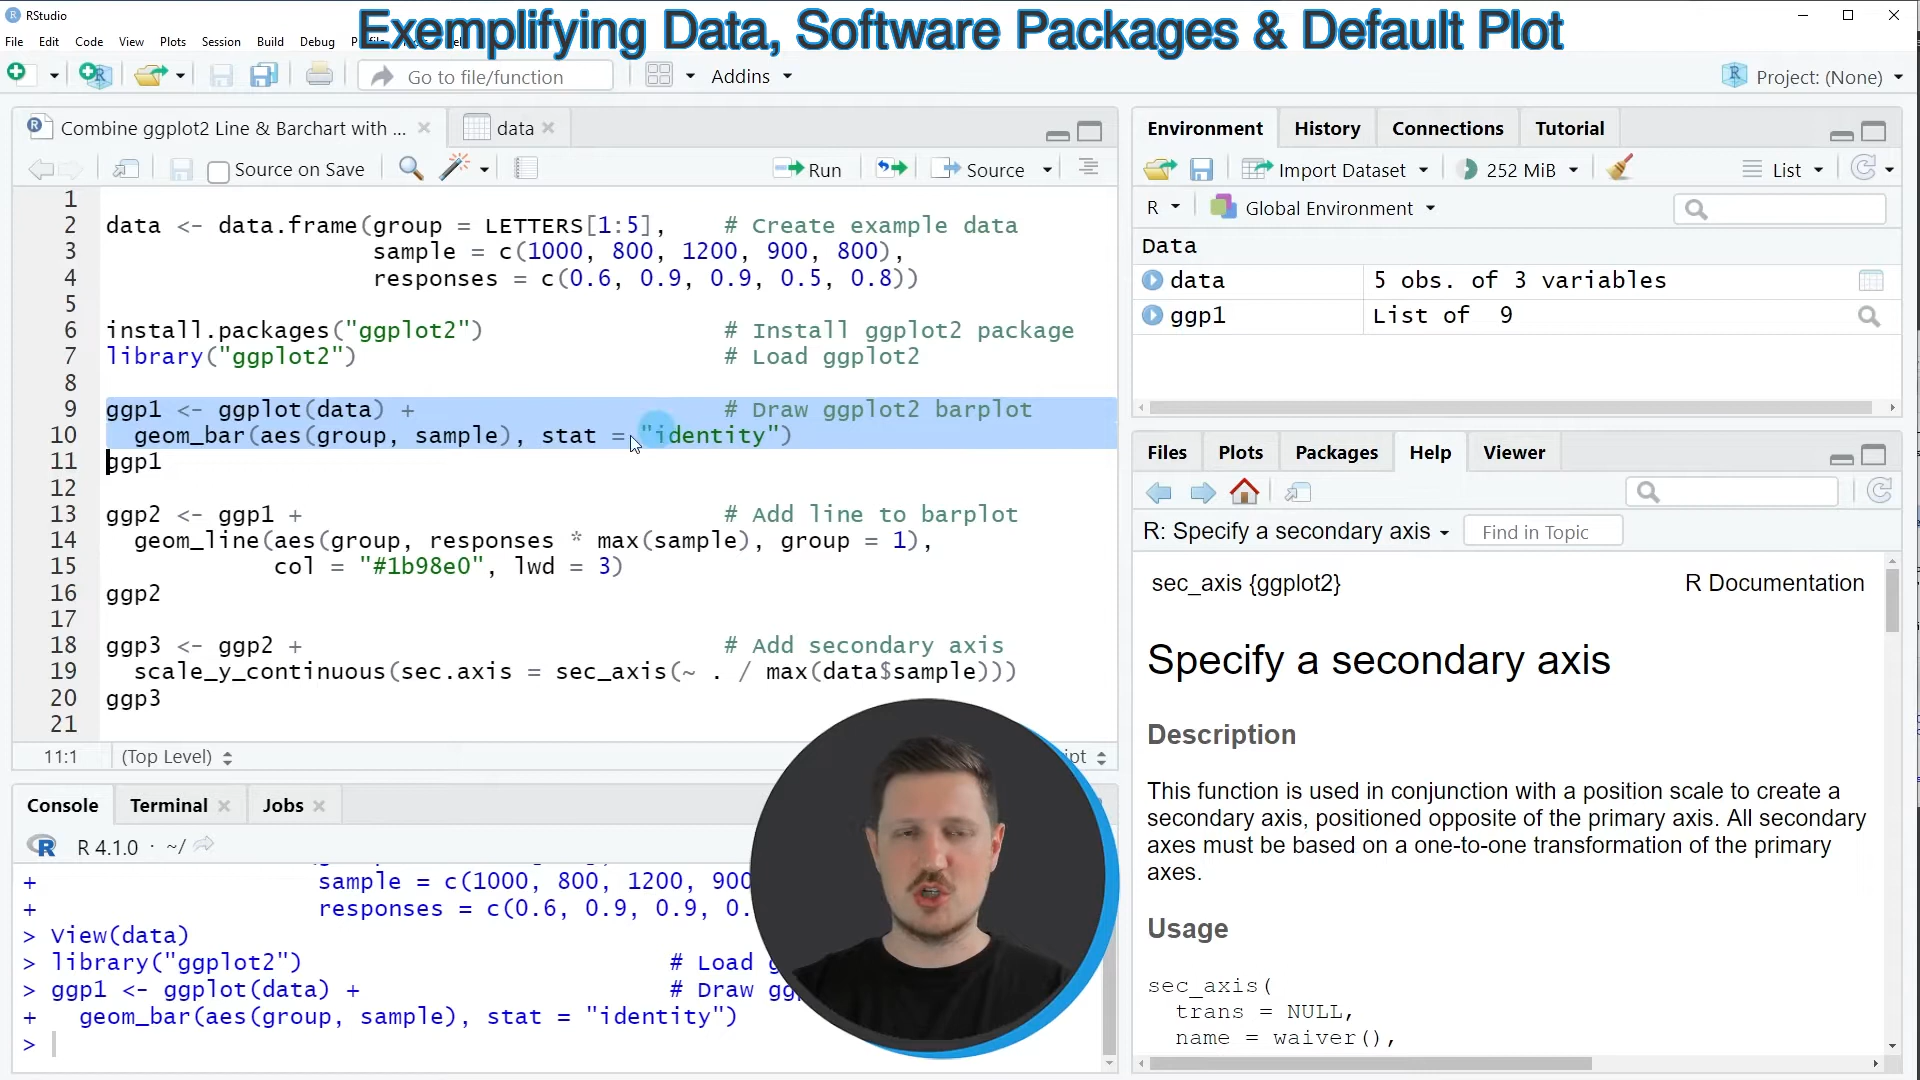 RStudio
Exemplifying Data, Software Packages & Default Plot
File Edit Code View Plots Session Build Debug
Go to file/function
Addins
Project: (None)
Combine ggplot2 Line & Barchart with ...
data
Source on Save
Run
Source
1
2 data <- data.frame(group = LETTERS[1:5], # Create example data
3 sample = c(1000, 800, 1200, 900, 800),
4 responses = c(0.6, 0.9, 0.9, 0.5, 0.8))
5
6 install.packages("ggplot2") # Install ggplot2 package
7 library("ggplot2") # Load ggplot2
8
9 ggp1 <- ggplot(data) + # Draw ggplot2 barplot
10 geom_bar(aes(group, sample), stat = "identity")
11 ggp1
12
13 ggp2 <- ggp1 + # Add line to barplot
14 geom_line(aes(group, responses * max(sample), group = 1),
15 col = "#1b98e0", lwd = 3)
16 ggp2
17
18 ggp3 <- ggp2 + # Add secondary axis
19 scale_y_continuous(sec.axis = sec_axis(~ . / max(data$sample)))
20 ggp3
21
11:1 (Top Level)
Console Terminal Jobs
R 4.1.0 · ~/
+ sample = c(1000, 800, 1200, 900
+ responses = c(0.6, 0.9, 0.9, 0.
> View(data)
> library("ggplot2") # Load
> ggp1 <- ggplot(data) + # Draw
+ geom_bar(aes(group, sample), stat = "identity")
>
Environment History Connections Tutorial
Import Dataset 252 MiB List
R Global Environment
Data
data 5 obs. of 3 variables
ggp1 List of 9
Files Plots Packages Help Viewer
R: Specify a secondary axis Find in Topic
sec_axis {ggplot2} R Documentation
Specify a secondary axis
Description
This function is used in conjunction with a position scale to create a
secondary axis, positioned opposite of the primary axis. All secondary
axes must be based on a one-to-one transformation of the primary
axes.
Usage
sec_axis(
trans = NULL,
name = waiver(),